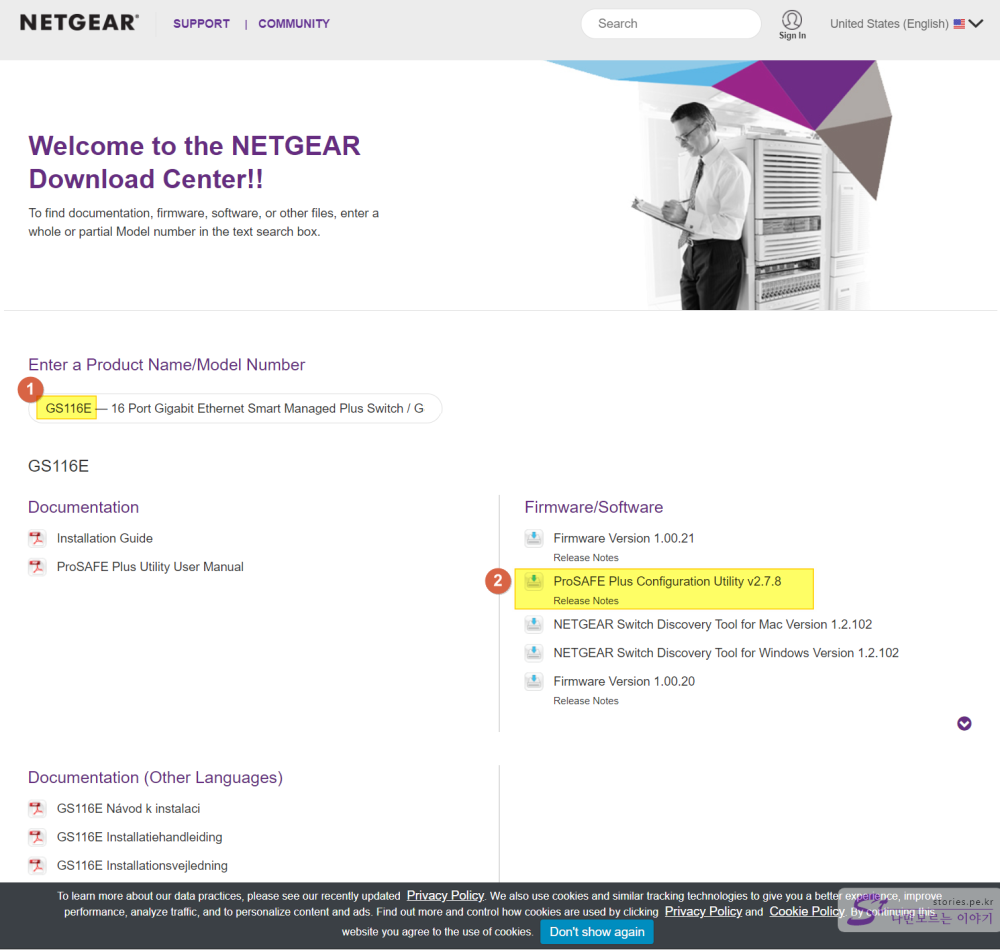 NETGEAR®
SUPPORT | COMMUNITY
Search
Sign In
United States (English)
Welcome to the NETGEAR
Download Center!!
To find documentation, firmware, software, or other files, enter a
whole or partial Model number in the text search box.
Enter a Product Name/Model Number
1
GS116E — 16 Port Gigabit Ethernet Smart Managed Plus Switch / G
GS116E
Documentation
Installation Guide
ProSAFE Plus Utility User Manual
Firmware/Software
Firmware Version 1.00.21
Release Notes
2
ProSAFE Plus Configuration Utility v2.7.8
Release Notes
NETGEAR Switch Discovery Tool for Mac Version 1.2.102
NETGEAR Switch Discovery Tool for Windows Version 1.2.102
Firmware Version 1.00.20
Release Notes
Documentation (Other Languages)
GS116E Návod k instalaci
GS116E Installatiehandleiding
GS116E Installationsvejledning
To learn more about our data practices, please see our recently updated Privacy Policy. We also use cookies and similar tracking technologies to give you a better experience, improve
performance, analyze traffic, and to personalize content and ads. Find out more and control how cookies are used by clicking Privacy Policy and Cookie Policy. By continuing this
website you agree to the use of cookies. Don't show again
stories.pe.kr
나만모르는 이야기